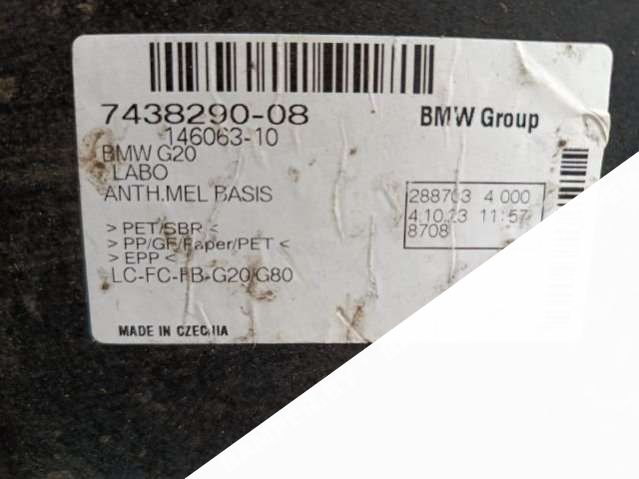 7438290-08
BMW Group
146063-10
BMW G20
LABO
ANTH.MEL BASIS
288703 4 000
4.10.23 11:57
8708
> PET/SBR <
> PP/GF/Paper/PET <
> EPP <
LC-FC-FB-G20/G80
MADE IN CZECHIA